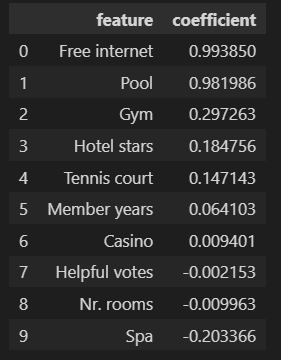 feature coefficient
0 Free internet 0.993850
1 Pool 0.981986
2 Gym 0.297263
3 Hotel stars 0.184756
4 Tennis court 0.147143
5 Member years 0.064103
6 Casino 0.009401
7 Helpful votes -0.002153
8 Nr. rooms -0.009963
9 Spa -0.203366